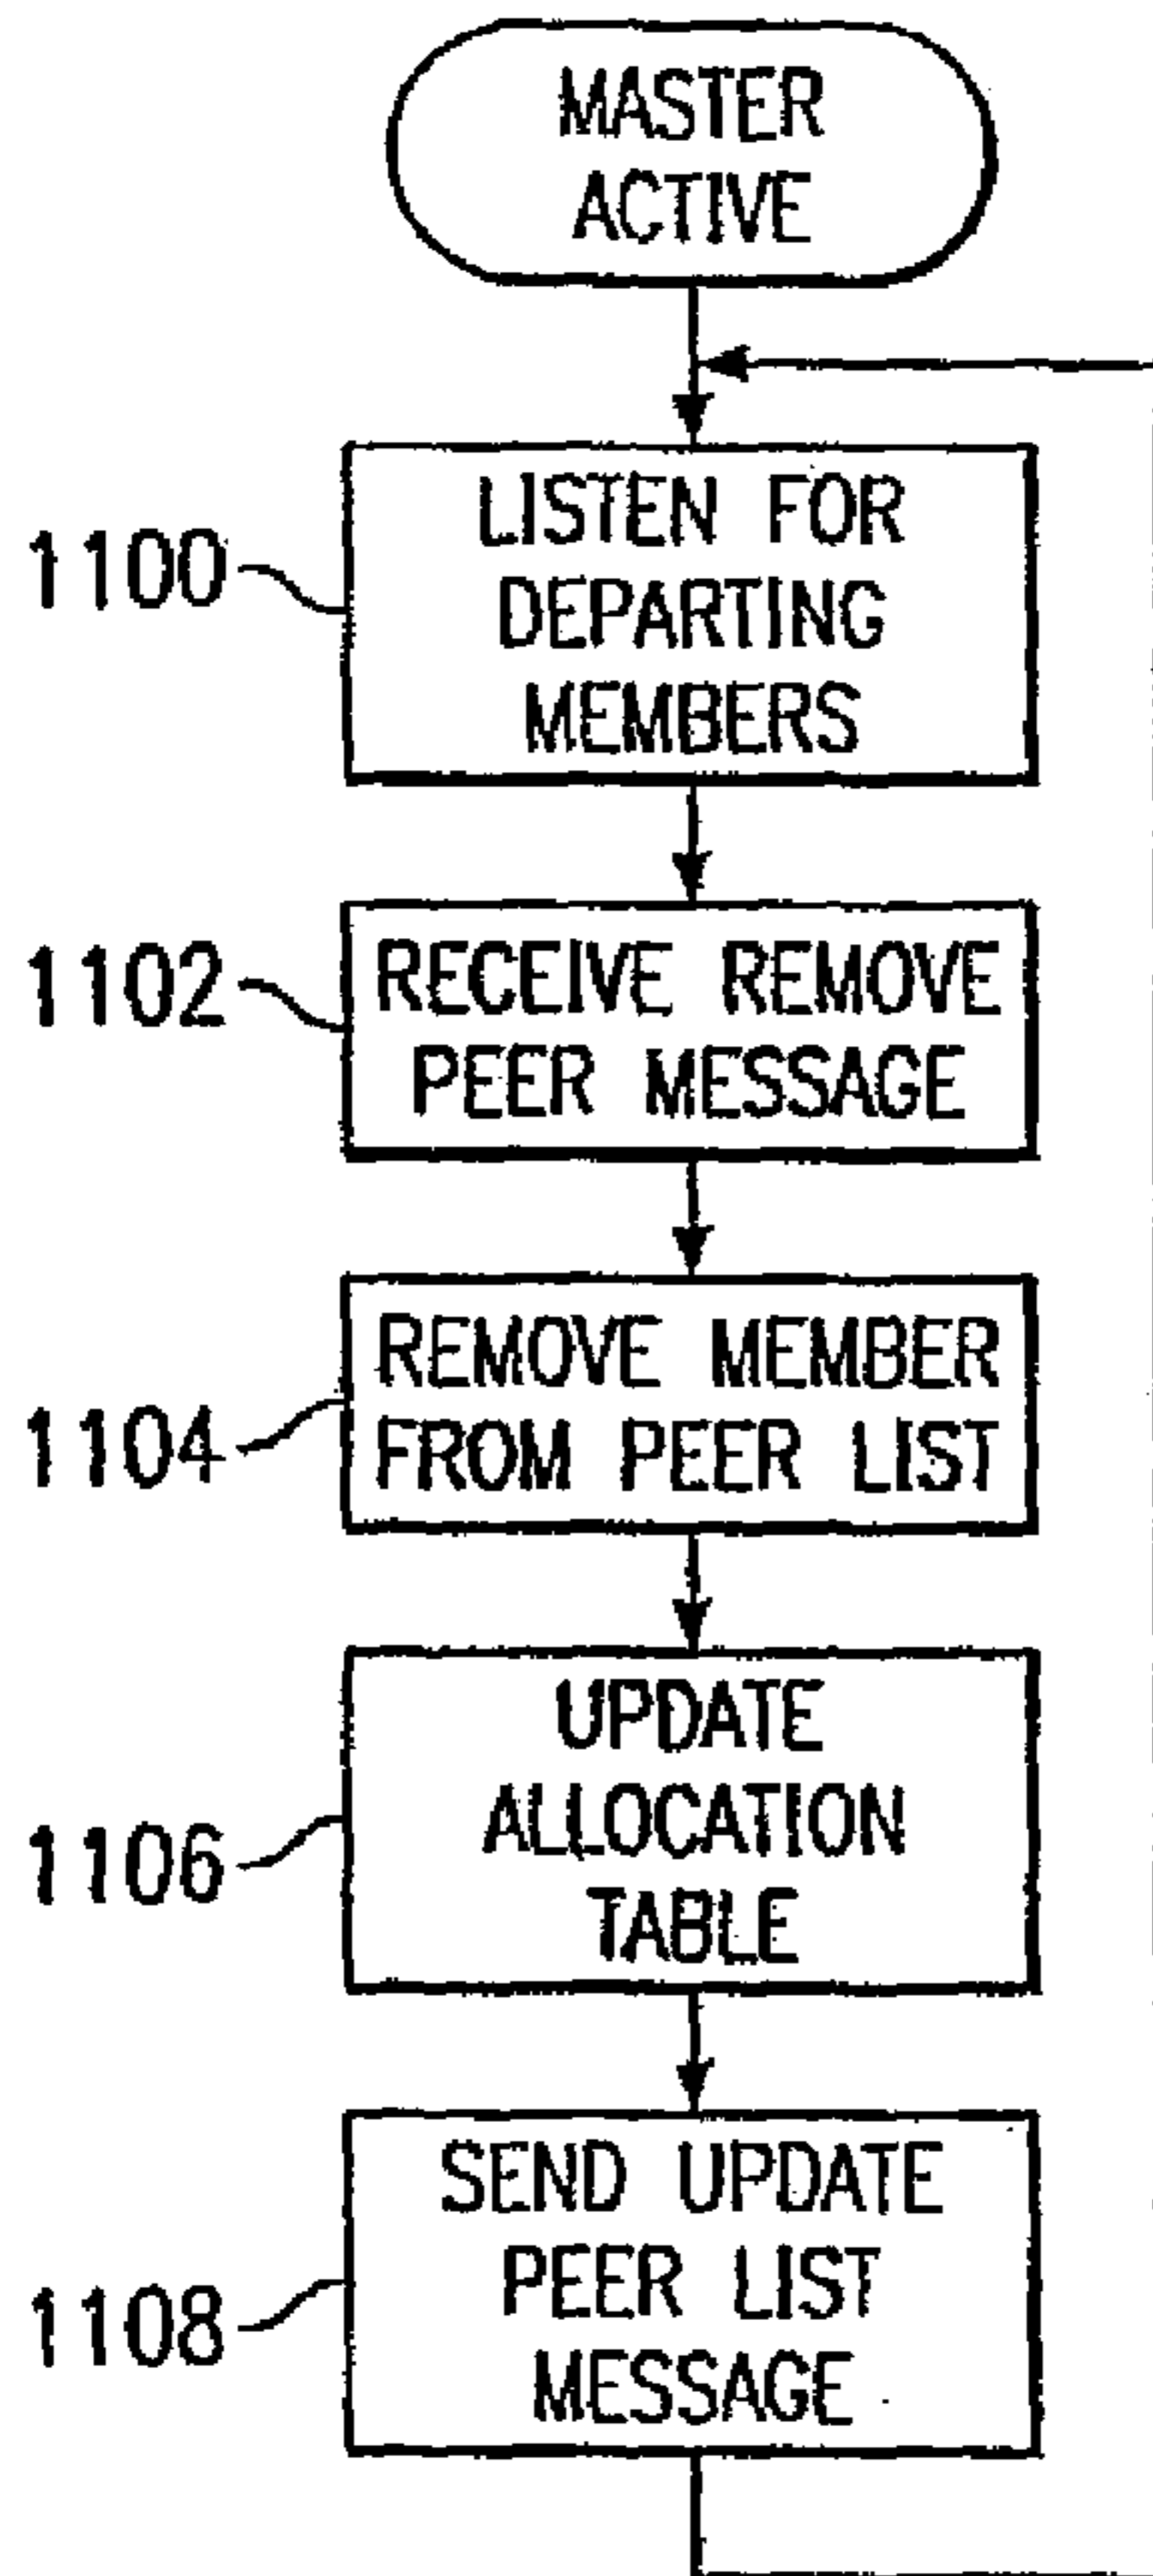 MASTER
ACTIVE
1100
LISTEN FOR
DEPARTING
MEMBERS
1102
RECEIVE REMOVE
PEER MESSAGE
1104
REMOVE MEMBER
FROM PEER LIST
1106
UPDATE
ALLOCATION
TABLE
1108
SEND UPDATE
PEER LIST
MESSAGE